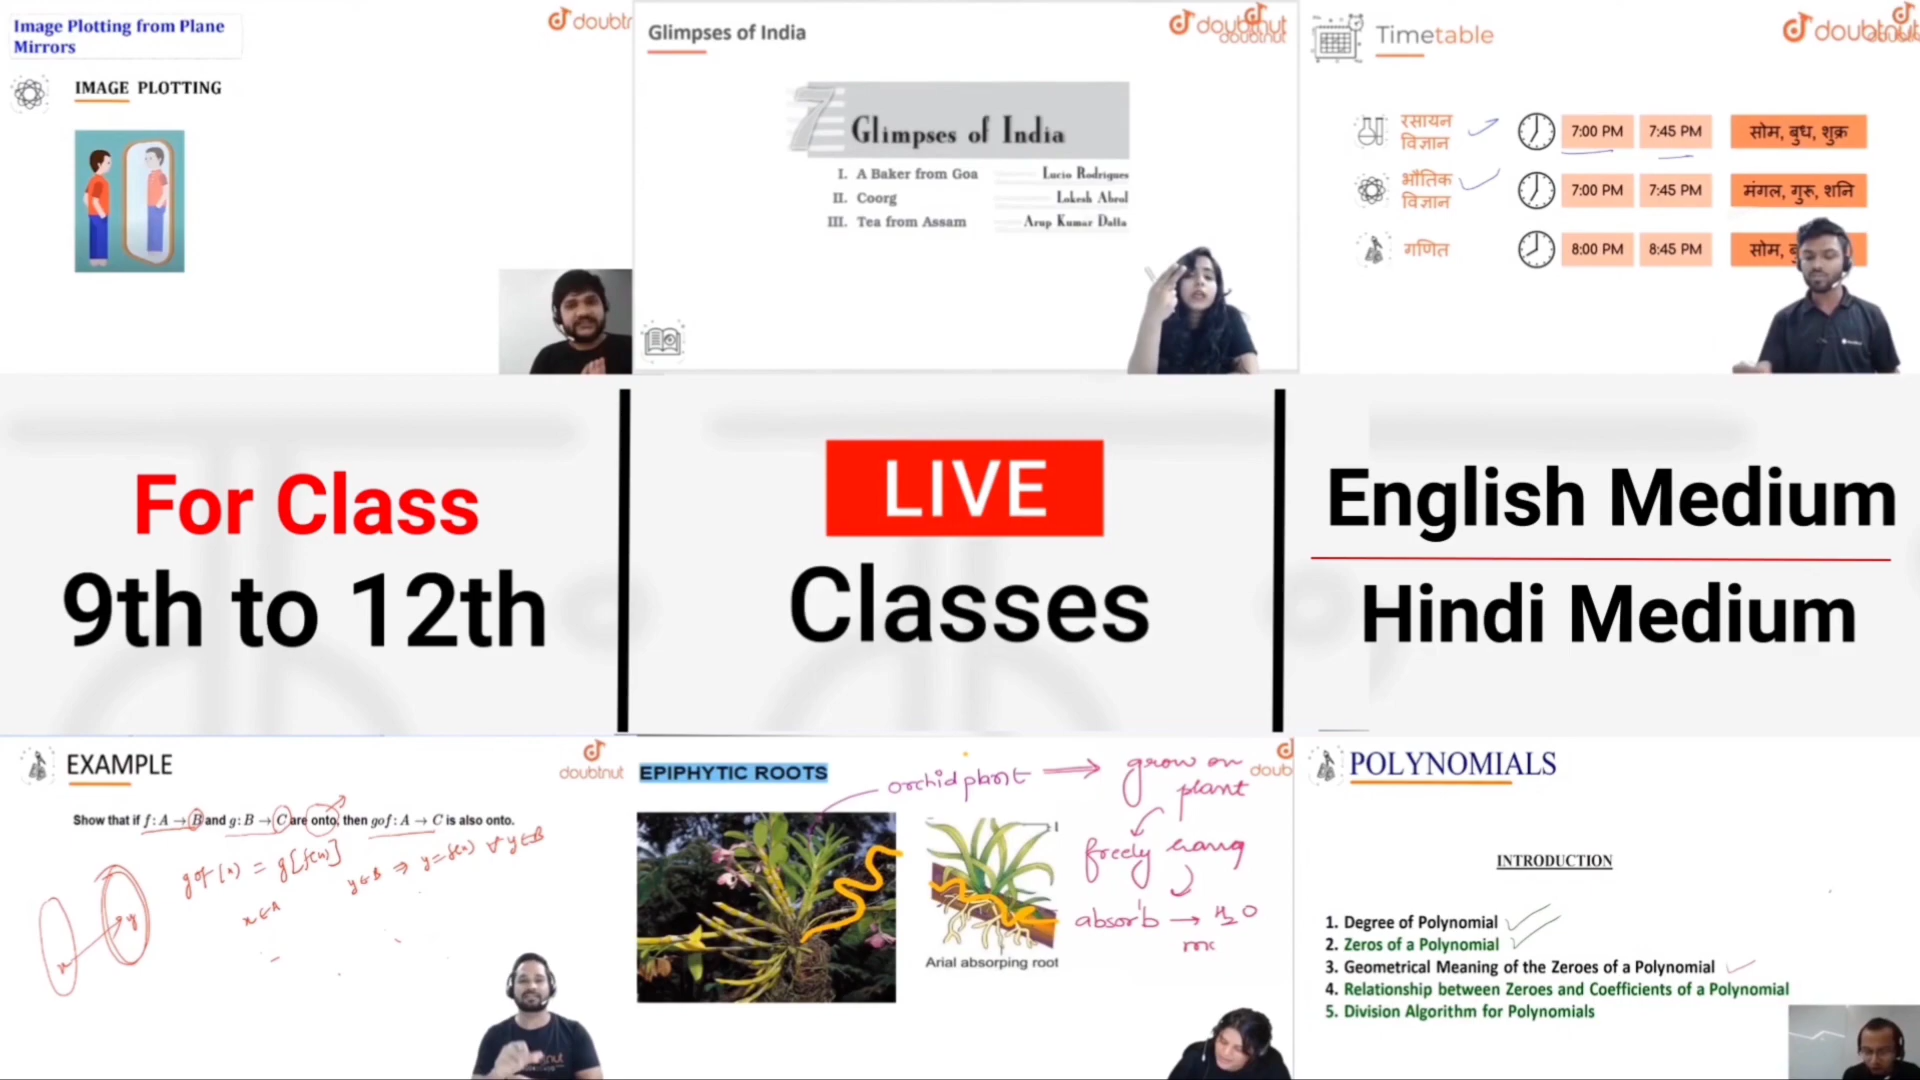 Image Plotting from Plane
Mirrors
IMAGE PLOTTING
Glimpses of India
doubtnut
doubtnut
7
Glimpses of India
I. A Baker from Goa Lucio Rodrigues
II. Coorg Lokesh Abrol
III. Tea from Assam Arup Kumar Datta
Timetable
doubtnut
रसायन
विज्ञान
7:00 PM 7:45 PM सोम, बुध, शुक्र
भौतिक
विज्ञान
7:00 PM 7:45 PM मंगल, गुरु, शनि
गणित 8:00 PM 8:45 PM सोम,
For Class
9th to 12th
LIVE
Classes
English Medium
Hindi Medium
EXAMPLE
doubtnut
Show that if f : A → B and g : B → C are onto, then gof : A → C is also onto.
gof(x) = g[f(x)]
x ∈ A
y ∈ B ⇒ y = f(x) ∀ y ∈ B
x
y
EPIPHYTIC ROOTS
orchid plant → grow on
plant
freely hang
absorb → H2O
Arial absorping root
POLYNOMIALS
INTRODUCTION
1. Degree of Polynomial
2. Zeros of a Polynomial
3. Geometrical Meaning of the Zeroes of a Polynomial
4. Relationship between Zeroes and Coefficients of a Polynomial
5. Division Algorithm for Polynomials